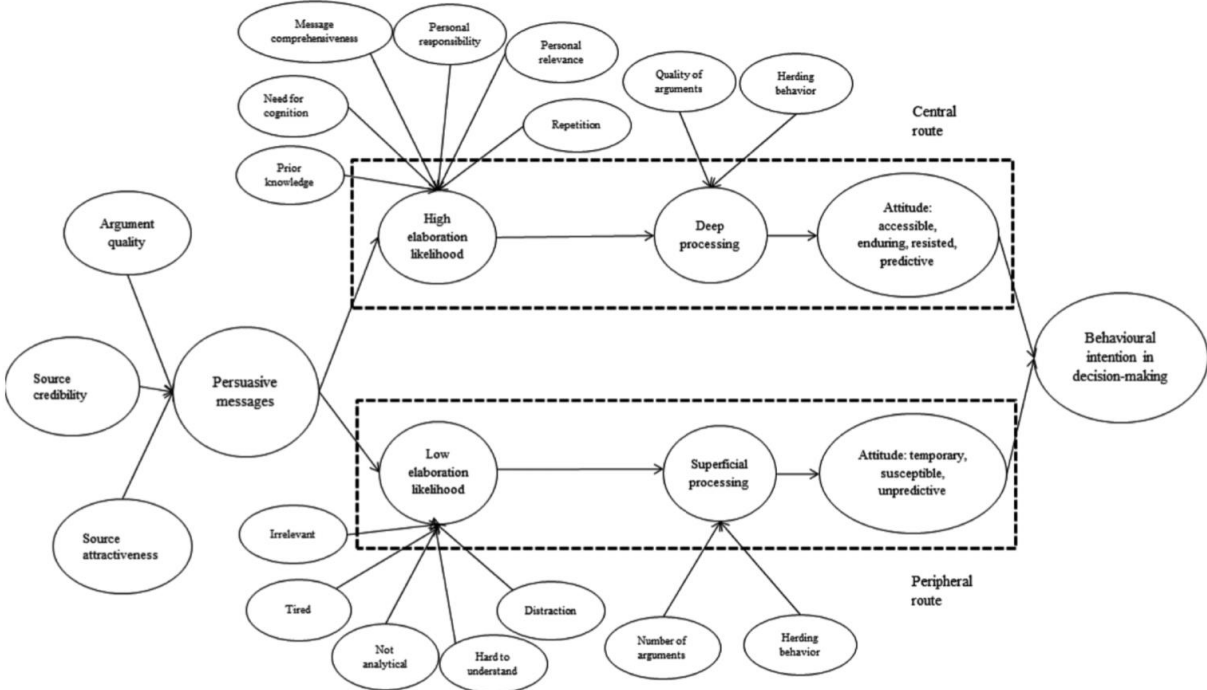 Message
comprehensiveness
Personal
responsibility
Personal
relevance
Need for
cognition
Repetition
Prior
knowledge
Quality of
arguments
Herding
behavior
Central
route
Argument
quality
High
elaboration
likelihood
Deep
processing
Attitude:
accessible,
enduring, resisted,
predictive
Source
credibility
Persuasive
messages
Behavioural
intention in
decision-making
Low
elaboration
likelihood
Superficial
processing
Attitude: temporary,
susceptible,
unpredictive
Source
attractiveness
Irrelevant
Tired
Not
analytical
Hard to
understand
Distraction
Number of
arguments
Herding
behavior
Peripheral
route